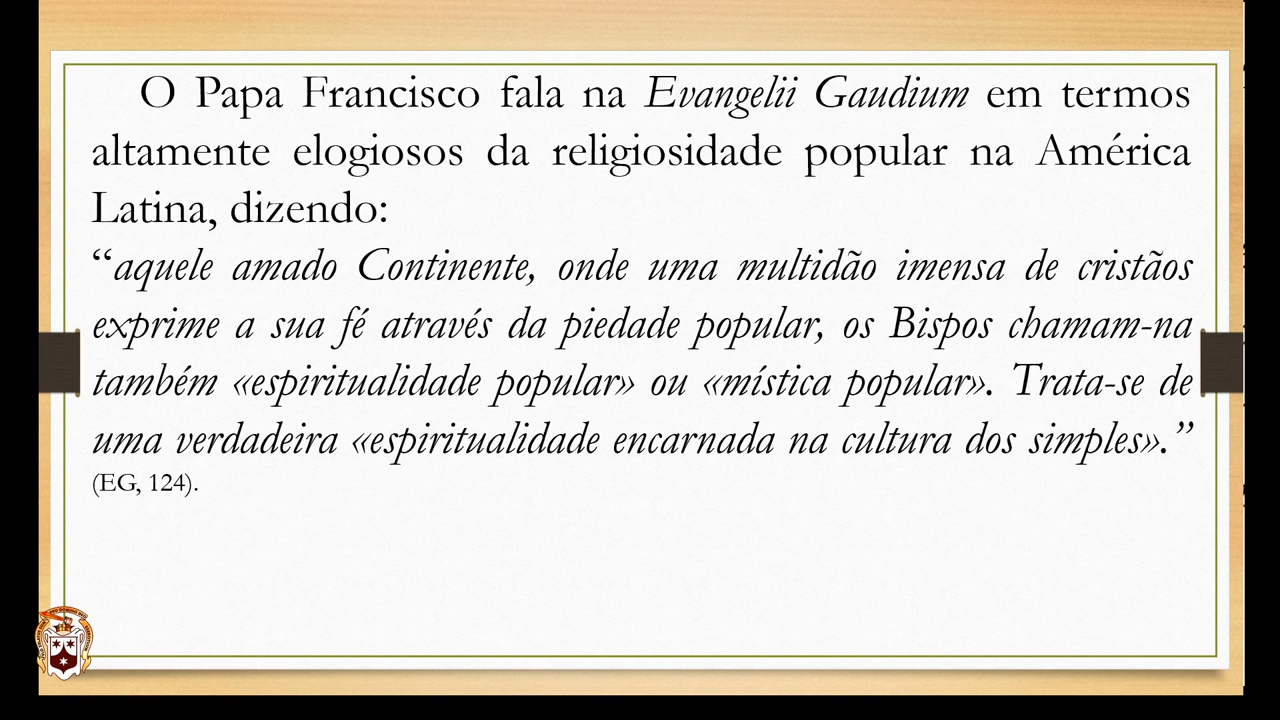 O Papa Francisco fala na Evangelii Gaudium em termos
altamente elogiosos da religiosidade popular na América
Latina, dizendo:
“aquele amado Continente, onde uma multidão imensa de cristãos
exprime a sua fé através da piedade popular, os Bispos chamam-na
também «espiritualidade popular» ou «mística popular». Trata-se de
uma verdadeira «espiritualidade encarnada na cultura dos simples».”
(EG, 124).